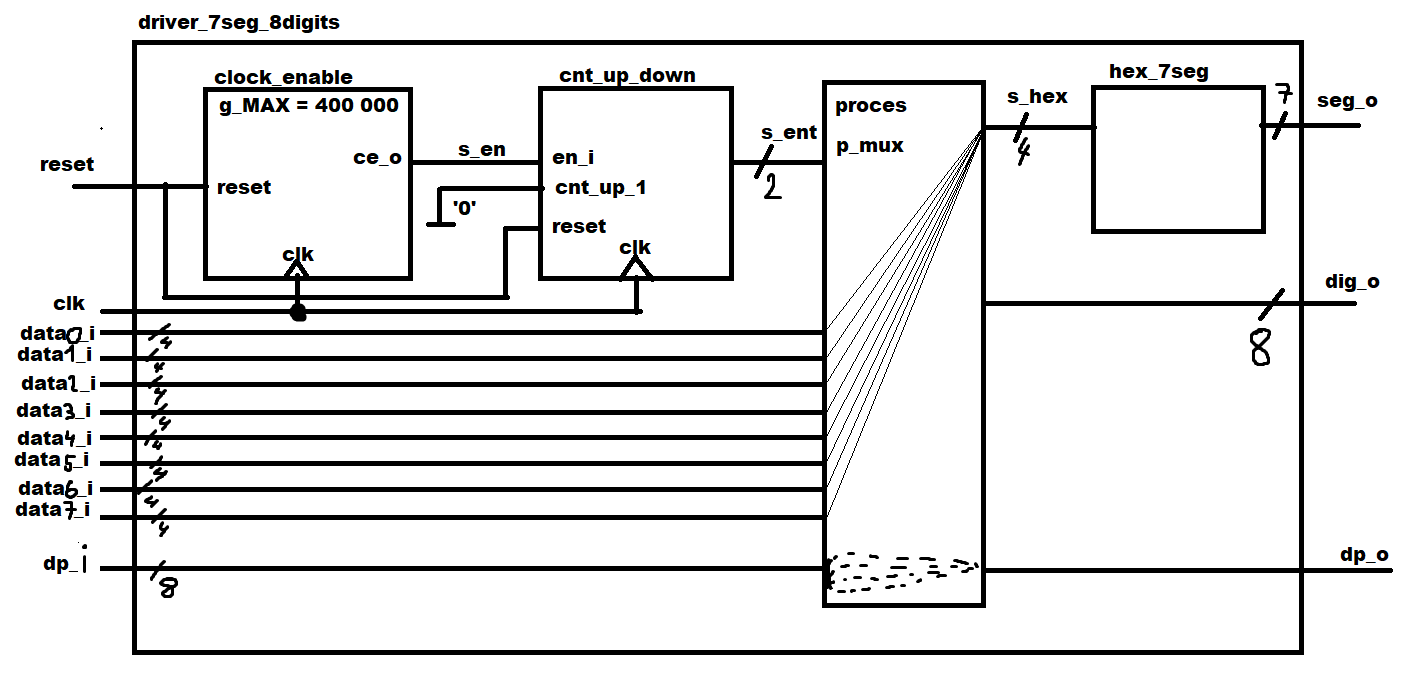 driver_7seg_8digits
clock_enable
g_MAX = 400 000
ce_o
reset
clk
s_en
cnt_up_down
en_i
cnt_up_1
'0'
reset
clk
s_ent
2
proces
p_mux
s_hex
4
hex_7seg
7
seg_o
reset
clk
data0_i
4
data1_i
4
data2_i
4
data3_i
4
data4_i
4
data5_i
4
data6_i
4
data7_i
4
dp_i
8
dig_o
8
dp_o